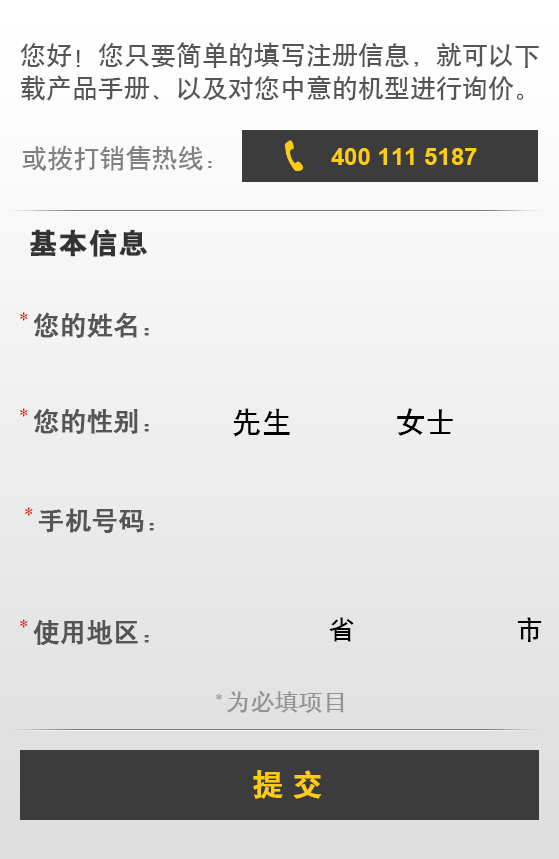 您好！您只要简单的填写注册信息，就可以下
载产品手册、以及对您中意的机型进行询价。
或拨打销售热线： 400 111 5187
基本信息
*您的姓名：
*您的性别： 先生 女士
*手机号码：
*使用地区： 省 市
*为必填项目
提 交